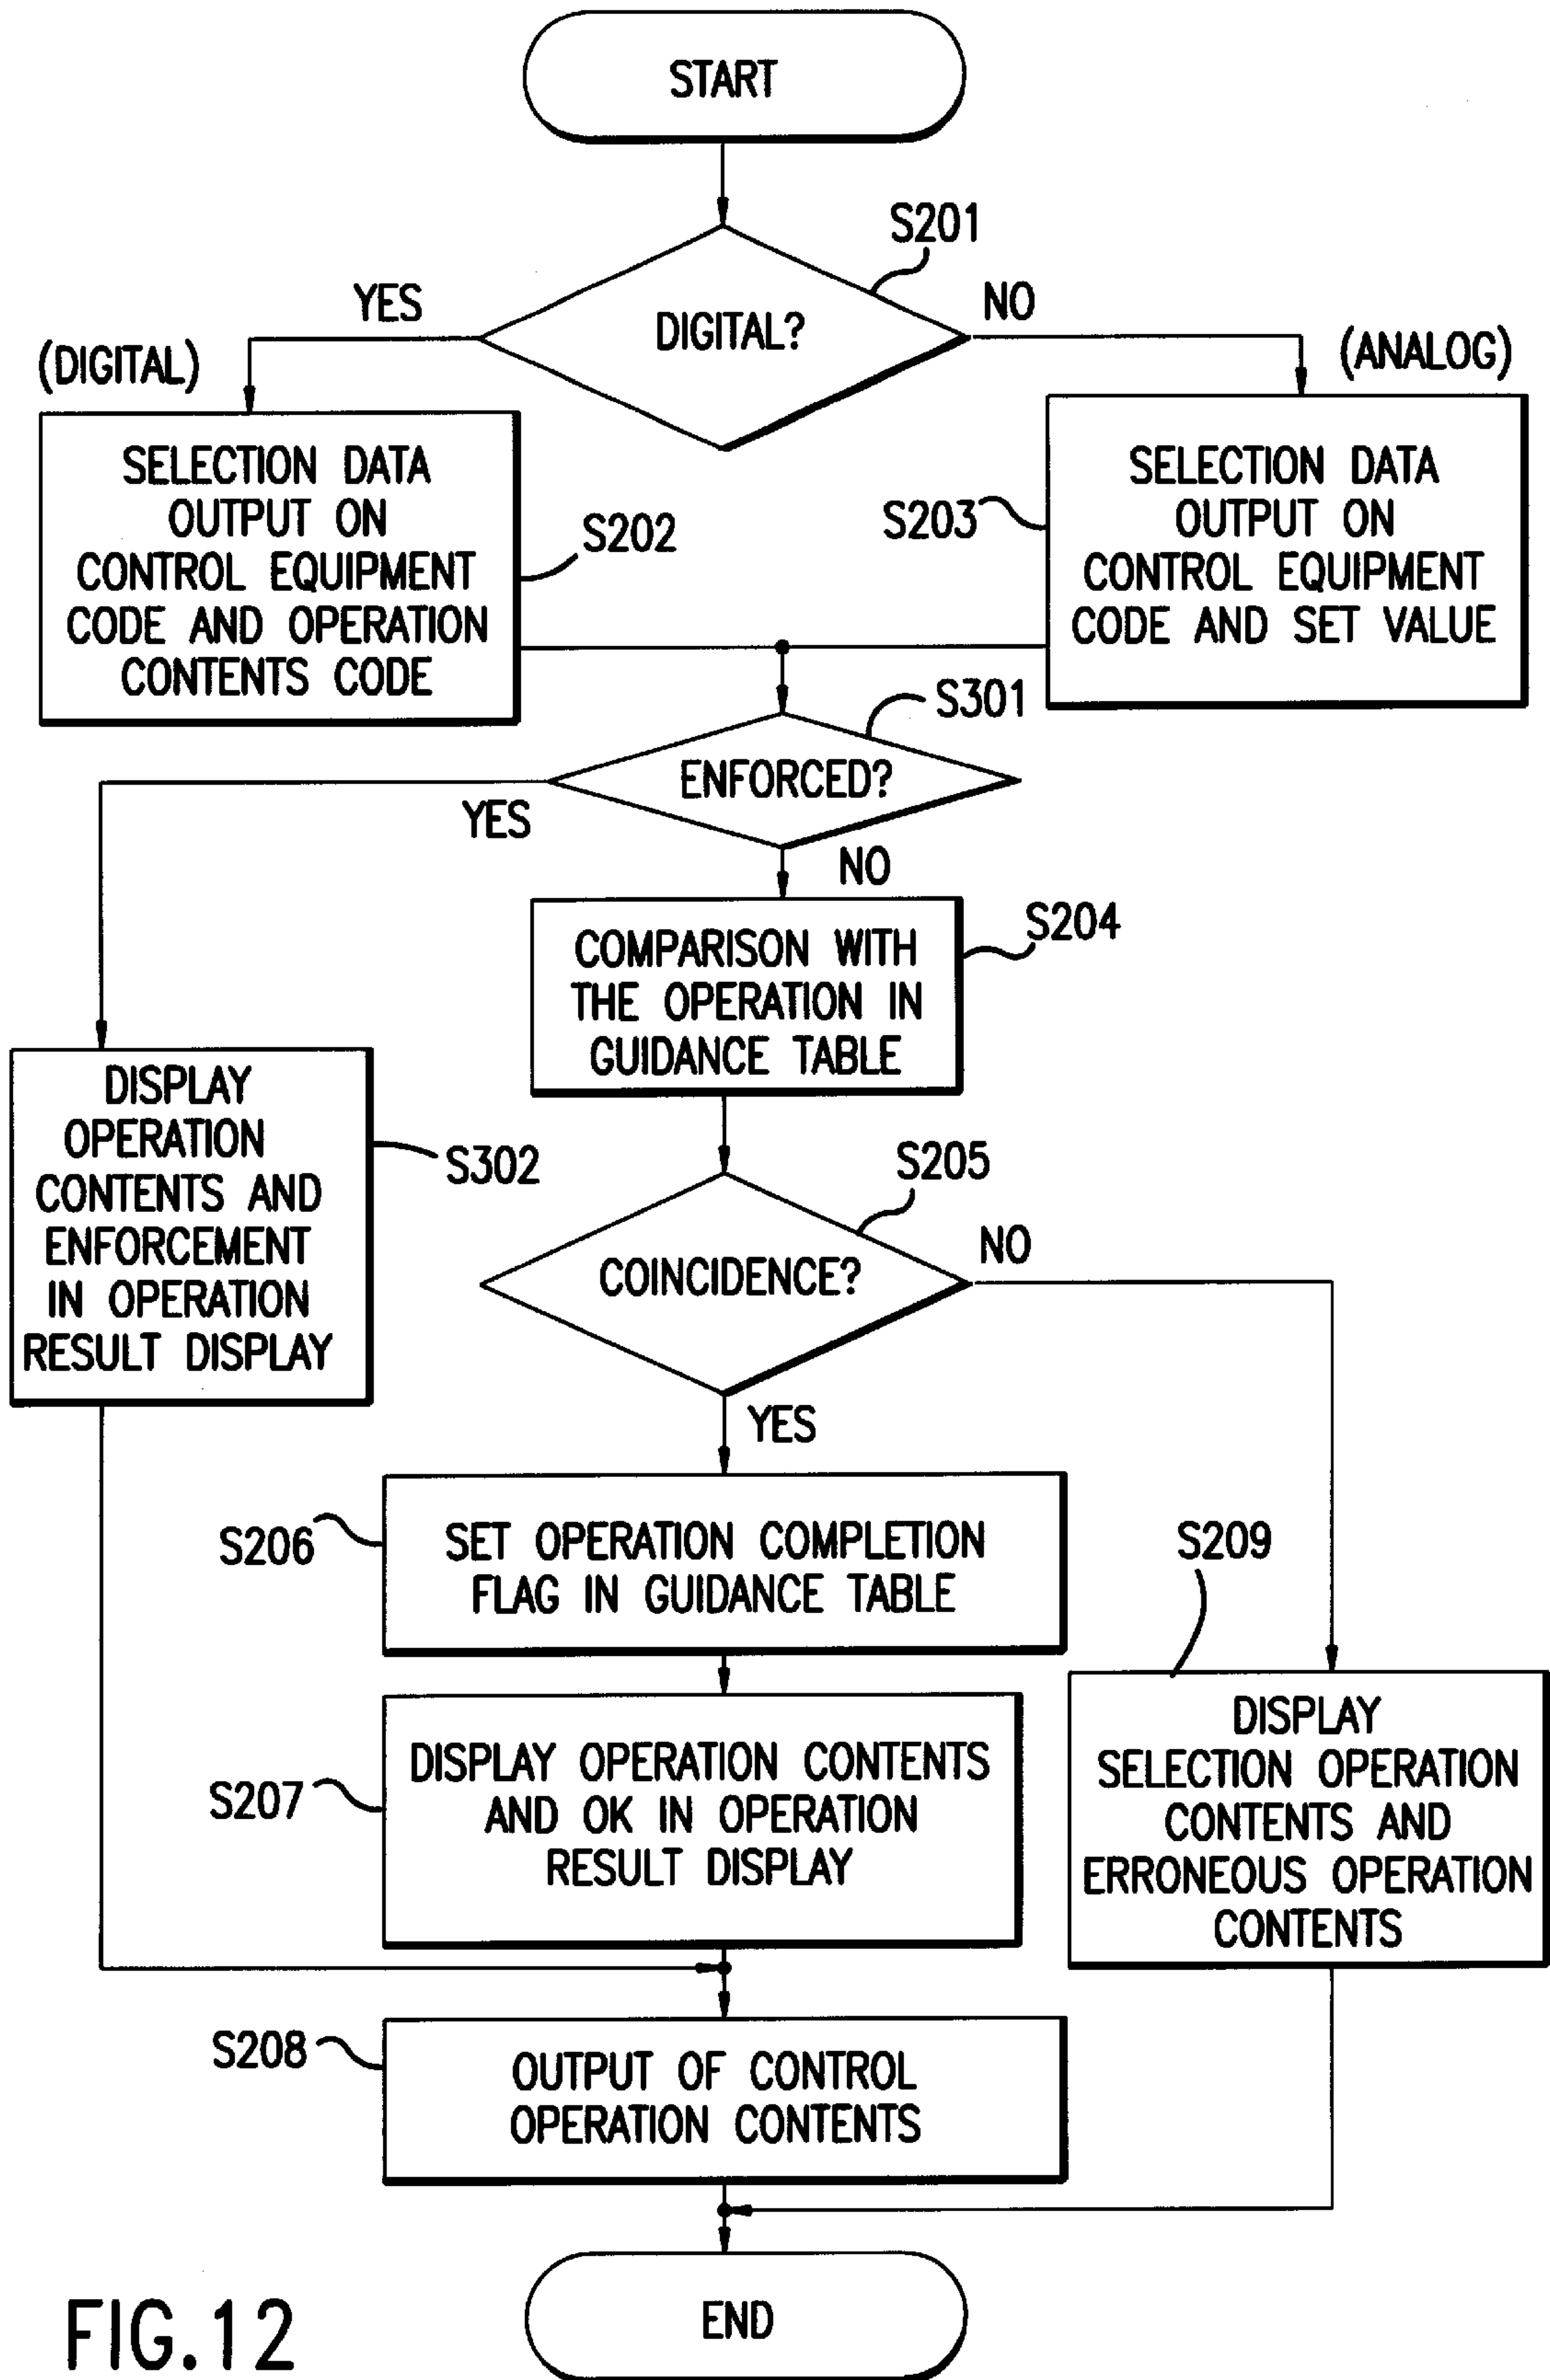 START
S201
YES
NO
DIGITAL?
(DIGITAL)
(ANALOG)
SELECTION DATA
OUTPUT ON
CONTROL EQUIPMENT
CODE AND OPERATION
CONTENTS CODE
S202
S203
SELECTION DATA
OUTPUT ON
CONTROL EQUIPMENT
CODE AND SET VALUE
S301
ENFORCED?
YES
NO
S204
COMPARISON WITH
THE OPERATION IN
GUIDANCE TABLE
DISPLAY
OPERATION
CONTENTS AND
ENFORCEMENT
IN OPERATION
RESULT DISPLAY
S302
S205
COINCIDENCE?
NO
YES
S206
SET OPERATION COMPLETION
FLAG IN GUIDANCE TABLE
S209
S207
DISPLAY OPERATION CONTENTS
AND OK IN OPERATION
RESULT DISPLAY
DISPLAY
SELECTION OPERATION
CONTENTS AND
ERRONEOUS OPERATION
CONTENTS
S208
OUTPUT OF CONTROL
OPERATION CONTENTS
END
FIG.12